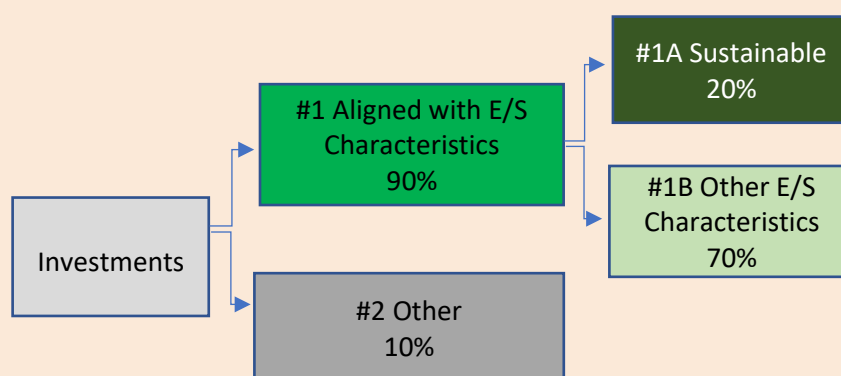 Investments
#1 Aligned with E/S
Characteristics
90%
#2 Other
10%
#1A Sustainable
20%
#1B Other E/S
Characteristics
70%